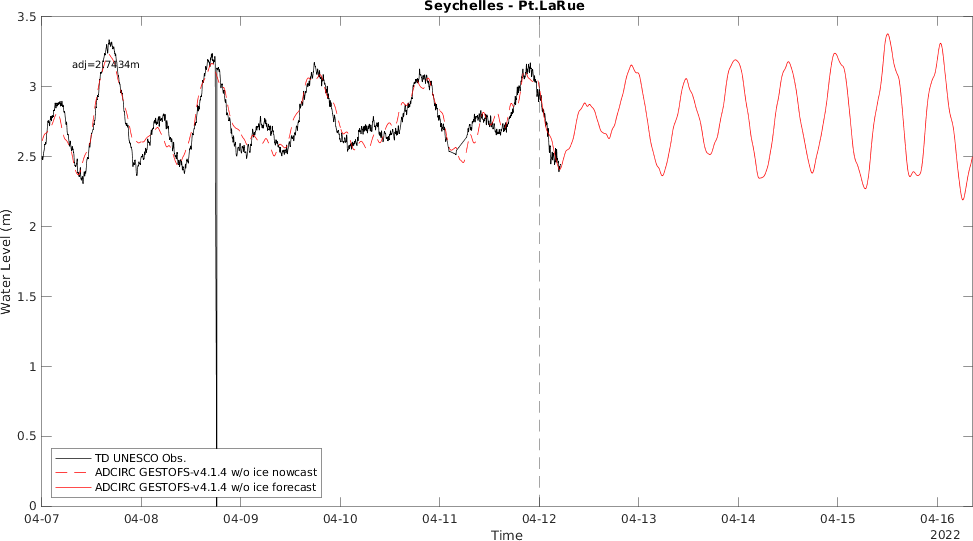 Seychelles - Pt.LaRue
3.5
3
2.5
2
1.5
1
0.5
0
Water Level (m)
adj=2.7434m
TD UNESCO Obs.
ADCIRC GESTOFS-v4.1.4 w/o ice nowcast
ADCIRC GESTOFS-v4.1.4 w/o ice forecast
04-07 04-08 04-09 04-10 04-11 04-12 04-13 04-14 04-15 04-16
Time
2022